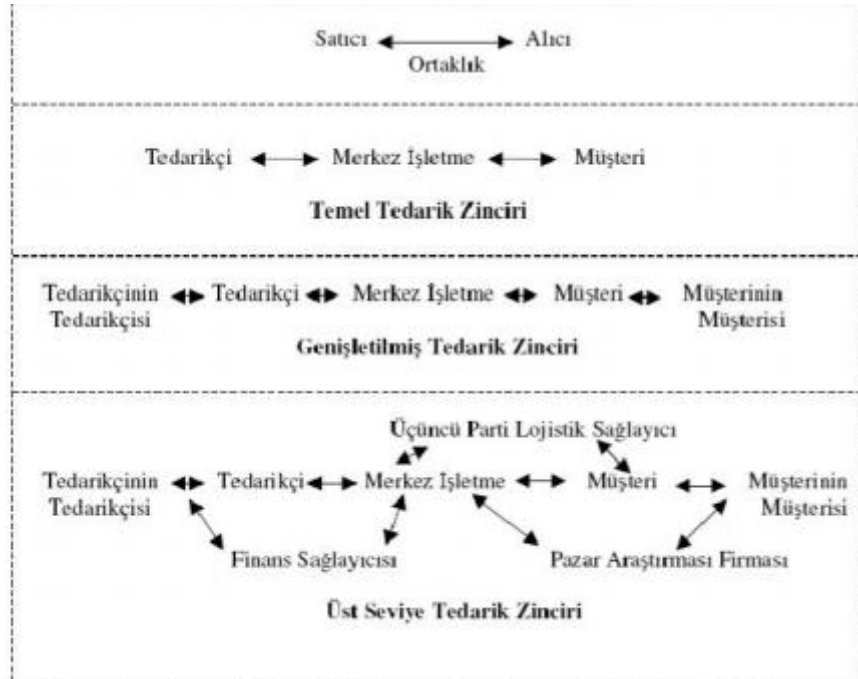 Satıcı Alıcı
Ortaklık
Tedarikçi Merkez İşletme Müşteri
Temel Tedarik Zinciri
Tedarikçinin Tedarikçi Merkez İşletme Müşteri Müşterinin
Tedarikçisi Müşterisi
Genişletilmiş Tedarik Zinciri
Üçüncü Parti Lojistik Sağlayıcı
Tedarikçinin Tedarikçi Merkez İşletme Müşteri Müşterinin
Tedarikçisi Müşterisi
Finans Sağlayıcısı Pazar Araştırması Firması
Üst Seviye Tedarik Zinciri